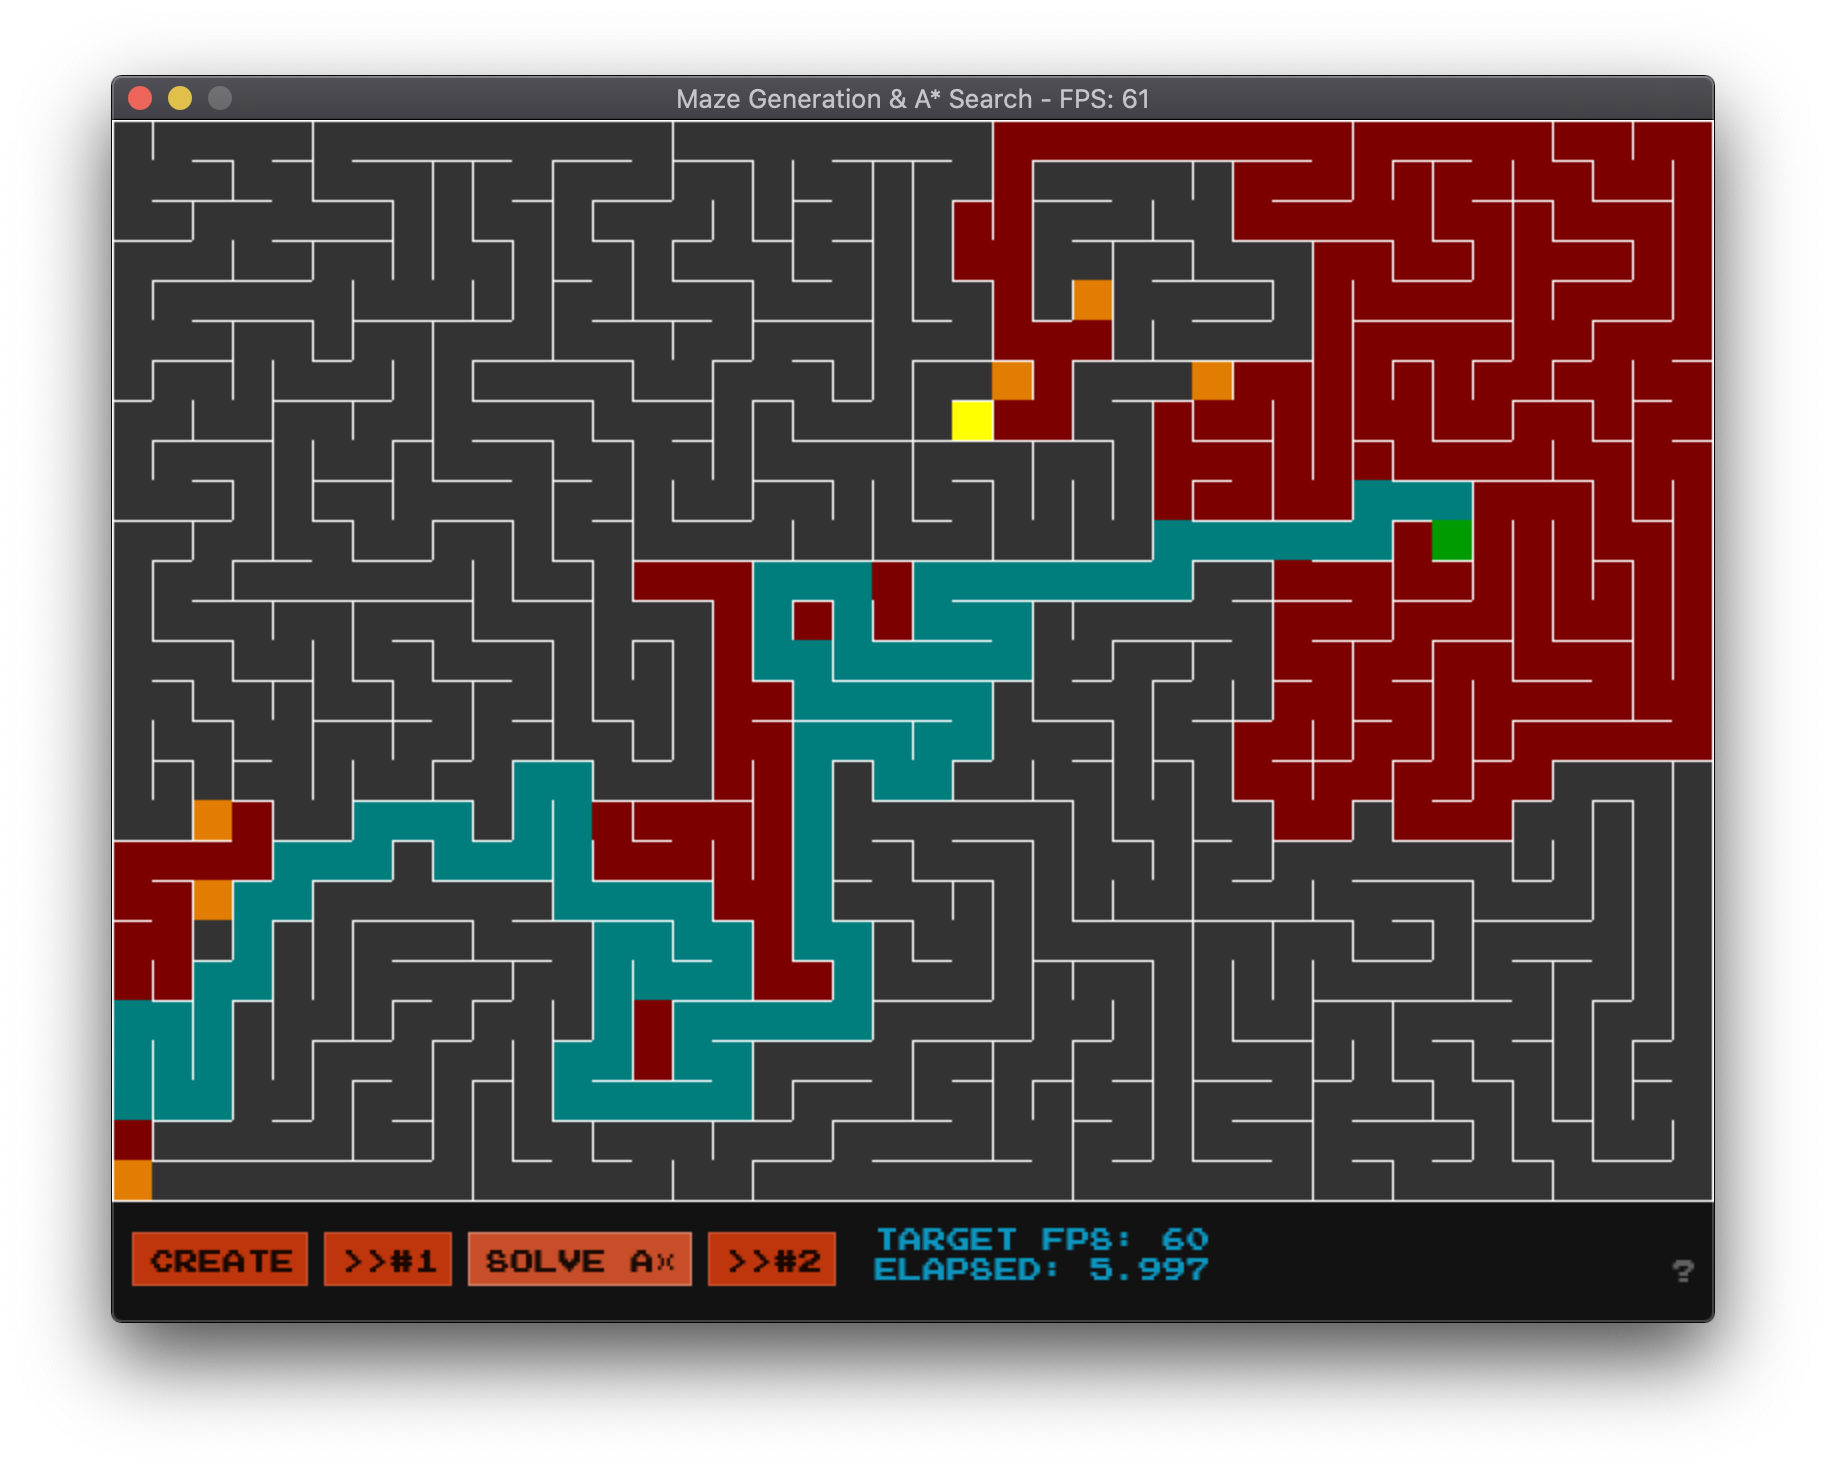 Maze Generation & A* Search - FPS: 61
CREATE >>#1 SOLVE A* >>#2
TARGET FPS: 60
ELAPSED: 5.997
?